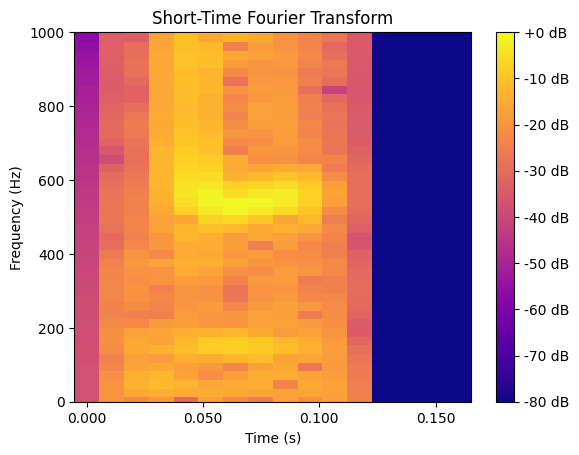 Short-Time Fourier Transform
1000
800
600
400
200
0
Frequency (Hz)
0.000
0.050
0.100
0.150
Time (s)
+0 dB
-10 dB
-20 dB
-30 dB
-40 dB
-50 dB
-60 dB
-70 dB
-80 dB